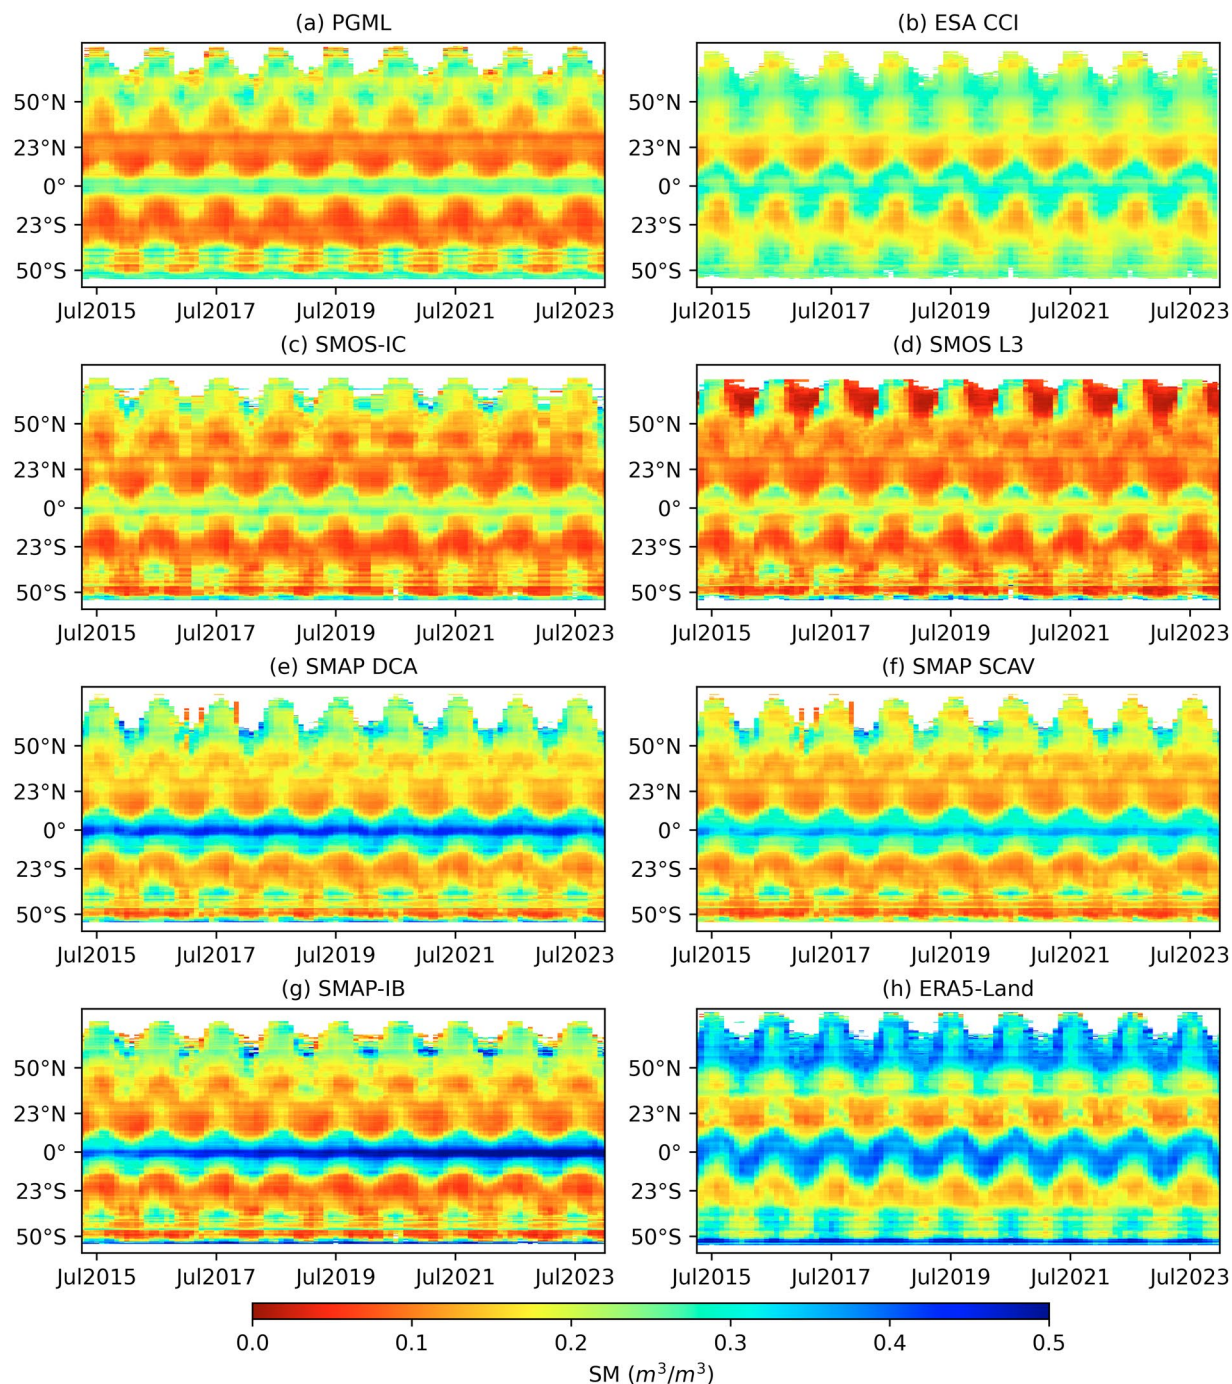 (a) PGML
(b) ESA CCI
50°N
23°N
0°
23°S
50°S
Jul2015 Jul2017 Jul2019 Jul2021 Jul2023
50°N
23°N
0°
23°S
50°S
Jul2015 Jul2017 Jul2019 Jul2021 Jul2023
(c) SMOS-IC
(d) SMOS L3
50°N
23°N
0°
23°S
50°S
Jul2015 Jul2017 Jul2019 Jul2021 Jul2023
50°N
23°N
0°
23°S
50°S
Jul2015 Jul2017 Jul2019 Jul2021 Jul2023
(e) SMAP DCA
(f) SMAP SCAV
50°N
23°N
0°
23°S
50°S
Jul2015 Jul2017 Jul2019 Jul2021 Jul2023
50°N
23°N
0°
23°S
50°S
Jul2015 Jul2017 Jul2019 Jul2021 Jul2023
(g) SMAP-IB
(h) ERA5-Land
50°N
23°N
0°
23°S
50°S
Jul2015 Jul2017 Jul2019 Jul2021 Jul2023
50°N
23°N
0°
23°S
50°S
Jul2015 Jul2017 Jul2019 Jul2021 Jul2023
0.0 0.1 0.2 0.3 0.4 0.5
SM (m³/m³)